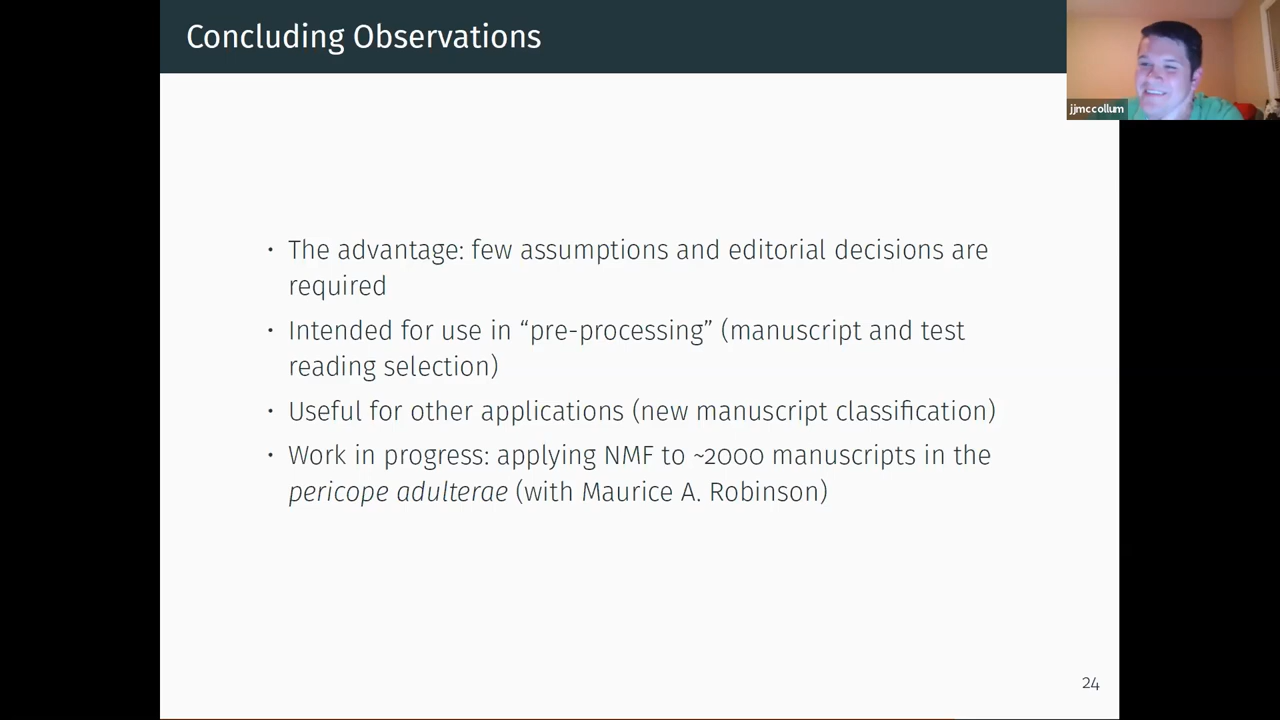 Concluding Observations
jjmccollum
• The advantage: few assumptions and editorial decisions are
required
• Intended for use in “pre-processing” (manuscript and test
reading selection)
• Useful for other applications (new manuscript classification)
• Work in progress: applying NMF to ~2000 manuscripts in the
pericope adulterae (with Maurice A. Robinson)
24